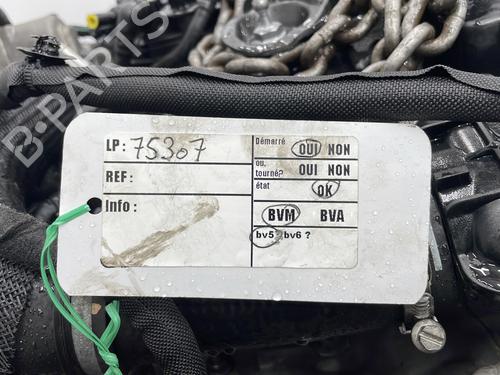 B-PARTS
LP: 75307
REF:
Info :
Démarré OUI NON
ou,
tourné? OUI NON
état OK
BVM BVA
bv5? bv6 ?